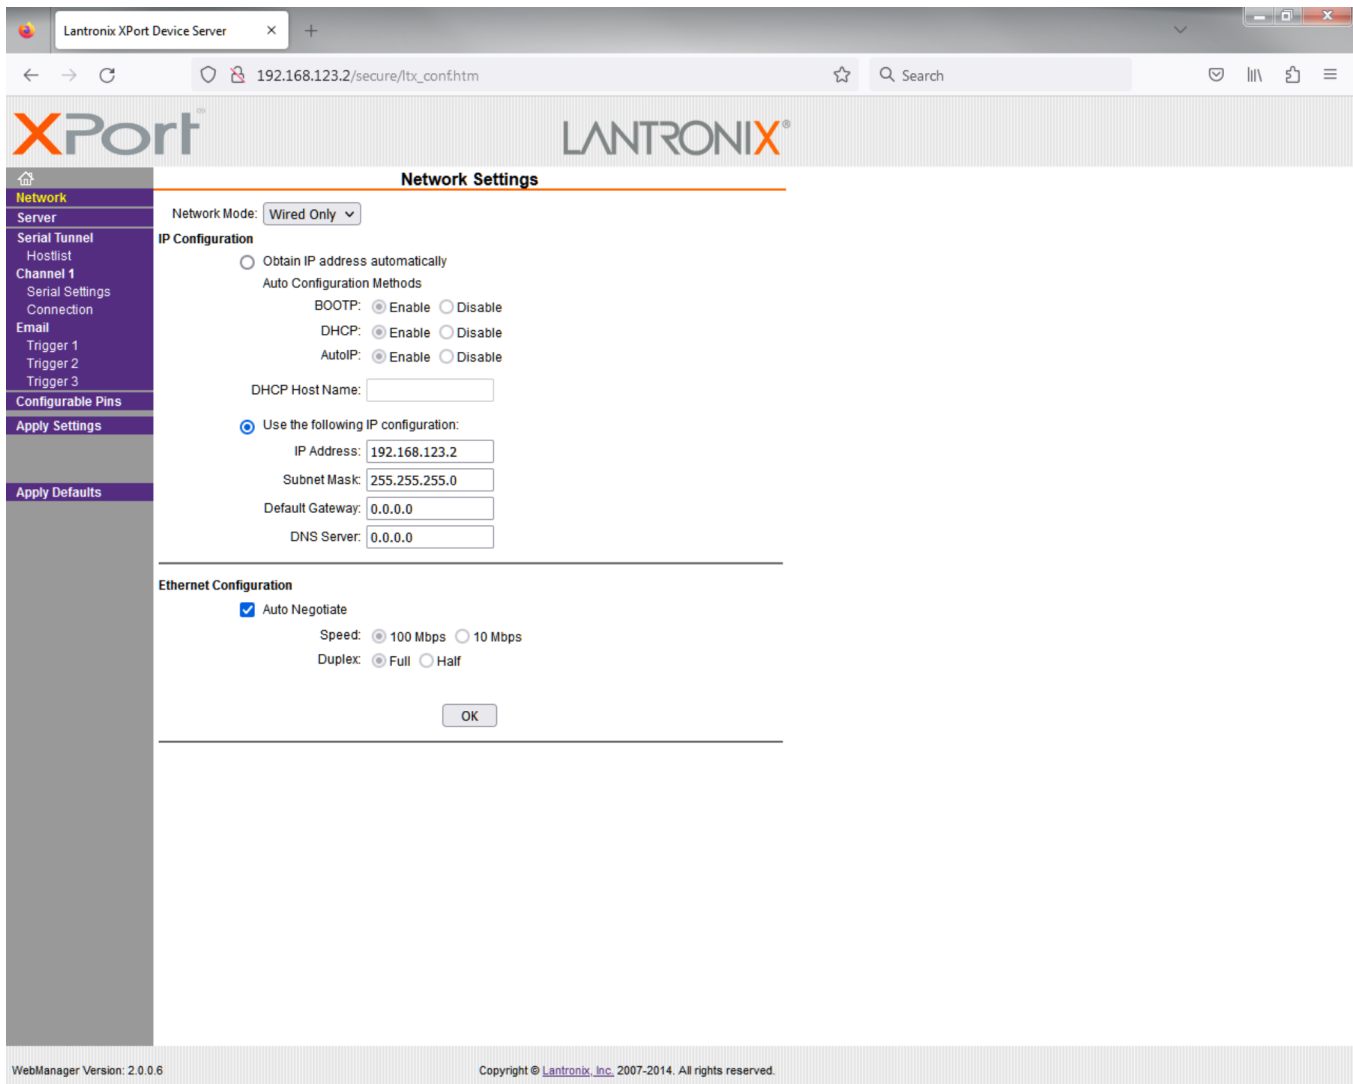 Lantronix XPort Device Server
192.168.123.2/secure/ltx_conf.htm
Search
XPort™
LANTRONIX®
Network
Server
Serial Tunnel
Hostlist
Channel 1
Serial Settings
Connection
Email
Trigger 1
Trigger 2
Trigger 3
Configurable Pins
Apply Settings
Apply Defaults
Network Settings
Network Mode: Wired Only
IP Configuration
Obtain IP address automatically
Auto Configuration Methods
BOOTP: Enable Disable
DHCP: Enable Disable
AutoIP: Enable Disable
DHCP Host Name:
Use the following IP configuration:
IP Address: 192.168.123.2
Subnet Mask: 255.255.255.0
Default Gateway: 0.0.0.0
DNS Server: 0.0.0.0
Ethernet Configuration
Auto Negotiate
Speed: 100 Mbps 10 Mbps
Duplex: Full Half
OK
WebManager Version: 2.0.0.6
Copyright © Lantronix, Inc. 2007-2014. All rights reserved.